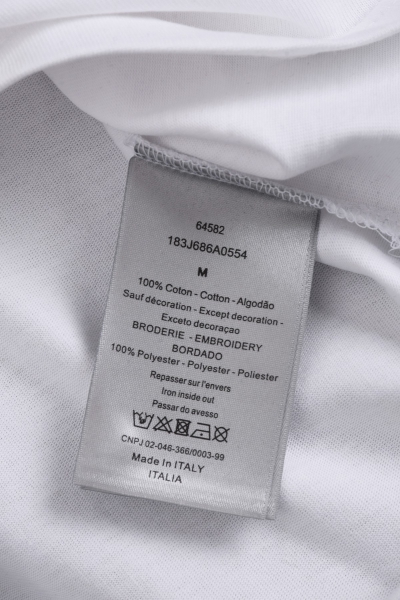 64582
183J686A0554
M
100% Coton - Cotton - Algodão
Sauf décoration - Except decoration -
Exceto decoraçao
BRODERIE - EMBROIDERY
BORDADO
100% Polyester - Polyester - Poliester
Repasser sur l'envers
Iron inside out
Passar do avesso
CNPJ 02-046-366/0003-99
Made In ITALY
ITALIA